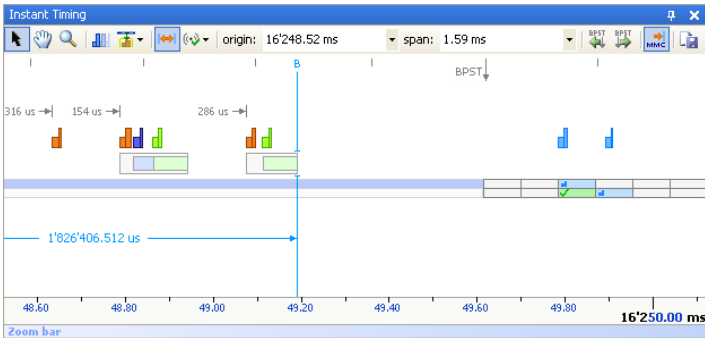 Instant Timing
origin: 16'248.52 ms span: 1.59 ms BPST BPST MMC
B
BPST
316 us 154 us 286 us
1'826'406.512 us
48.60 48.80 49.00 49.20 49.40 49.60 49.80 16'250.00 ms
Zoom bar